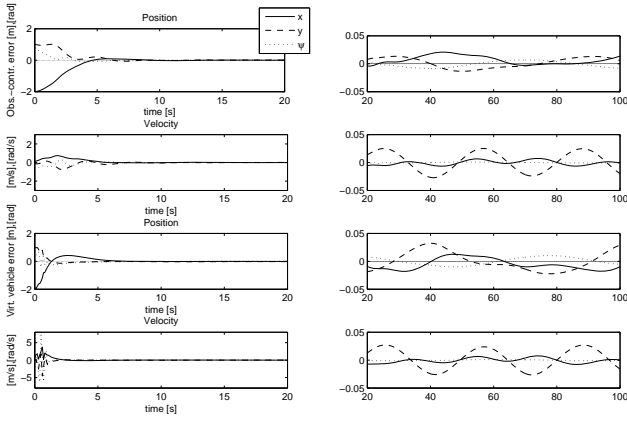 Position
x
y
ψ
Obs.−contr. error [m],[rad]
2
0
−2
0 5 10 15 20
time [s]
0.05
0
−0.05
20 40 60 80 100
Velocity
[m/s],[rad/s]
2
0
−2
0 5 10 15 20
time [s]
0.05
0
−0.05
20 40 60 80 100
Position
Virt. vehicle error [m],[rad]
2
0
−2
0 5 10 15 20
time [s]
0.05
0
−0.05
20 40 60 80 100
Velocity
[m/s],[rad/s]
5
0
−5
0 5 10 15 20
time [s]
0.05
0
−0.05
20 40 60 80 100